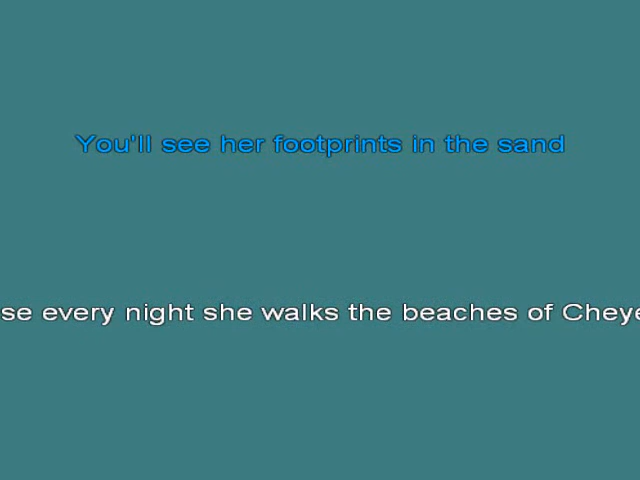 You'll see her footprints in the sand
se every night she walks the beaches of Cheye